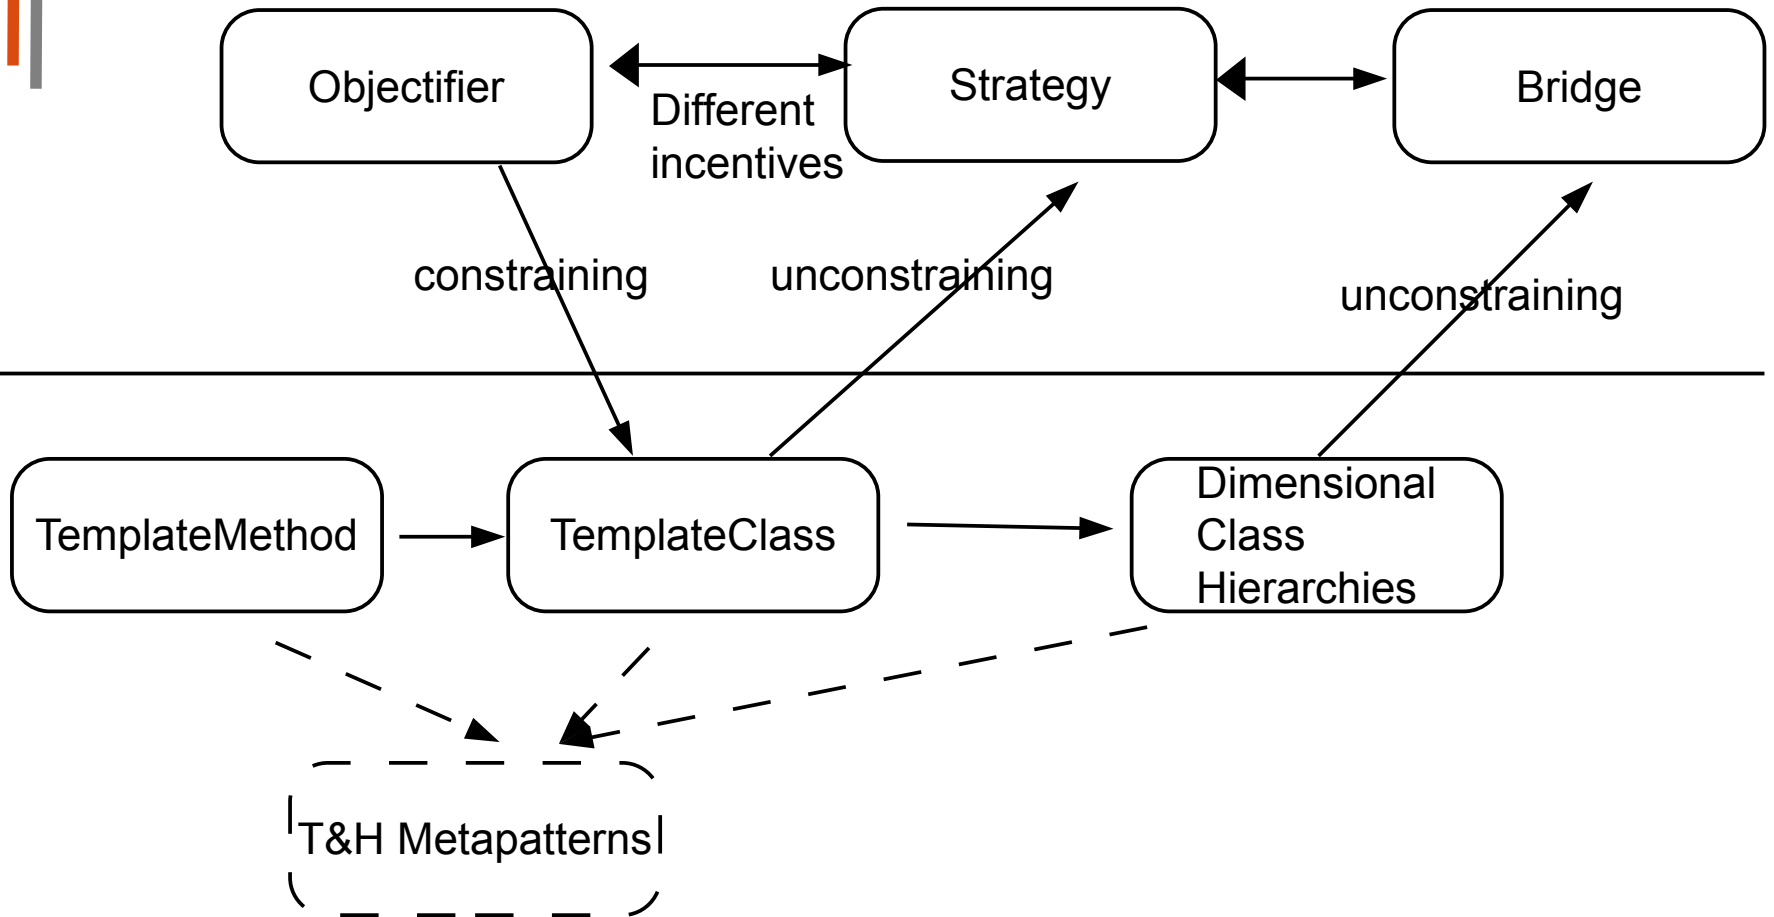 Objectifier
Strategy
Bridge
Different
incentives
constraining
unconstraining
unconstraining
TemplateMethod
TemplateClass
Dimensional
Class
Hierarchies
T&H Metapatterns